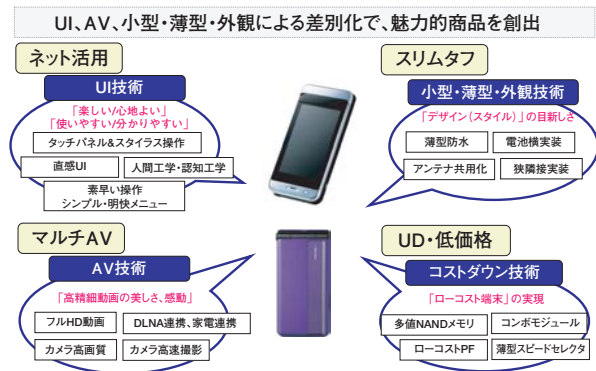 UI、AV、小型・薄型・外観による差別化で、魅力的商品を創出
ネット活用
UI技術
「楽しい/心地よい」
「使いやすい/分かりやすい」
タッチパネル&スタイラス操作
直感UI
人間工学・認知工学
素早い操作
シンプル・明快メニュー
スリムタフ
小型・薄型・外観技術
「デザイン(スタイル)」の目新しさ
薄型防水
電池横実装
アンテナ共用化
狭隣接実装
マルチAV
AV技術
「高精細動画の美しさ、感動」
フルHD動画
DLNA連携、家電連携
カメラ高画質
カメラ高速撮影
UD・低価格
コストダウン技術
「ローコスト端末」の実現
多値NANDメモリ
コンボモジュール
ローコストPF
薄型スピードセレクタ